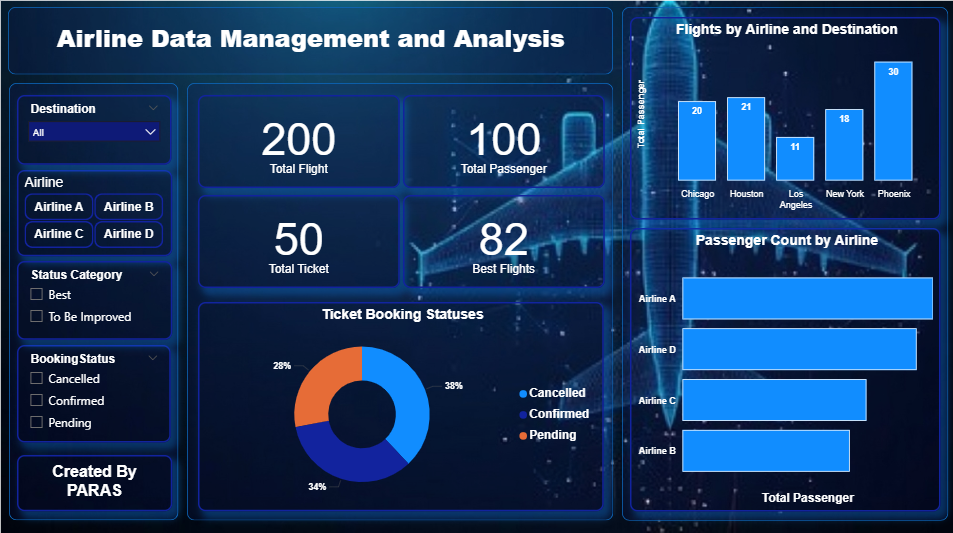 Airline Data Management and Analysis
Destination
All
Airline
Airline A
Airline B
Airline C
Airline D
Status Category
Best
To Be Improved
BookingStatus
Cancelled
Confirmed
Pending
Created By
PARAS
200
Total Flight
100
Total Passenger
50
Total Ticket
82
Best Flights
Ticket Booking Statuses
28%
38%
34%
Cancelled
Confirmed
Pending
Flights by Airline and Destination
Total Passenger
20
21
11
18
30
Chicago
Houston
Los
Angeles
New York
Phoenix
Passenger Count by Airline
Airline A
Airline D
Airline C
Airline B
Total Passenger